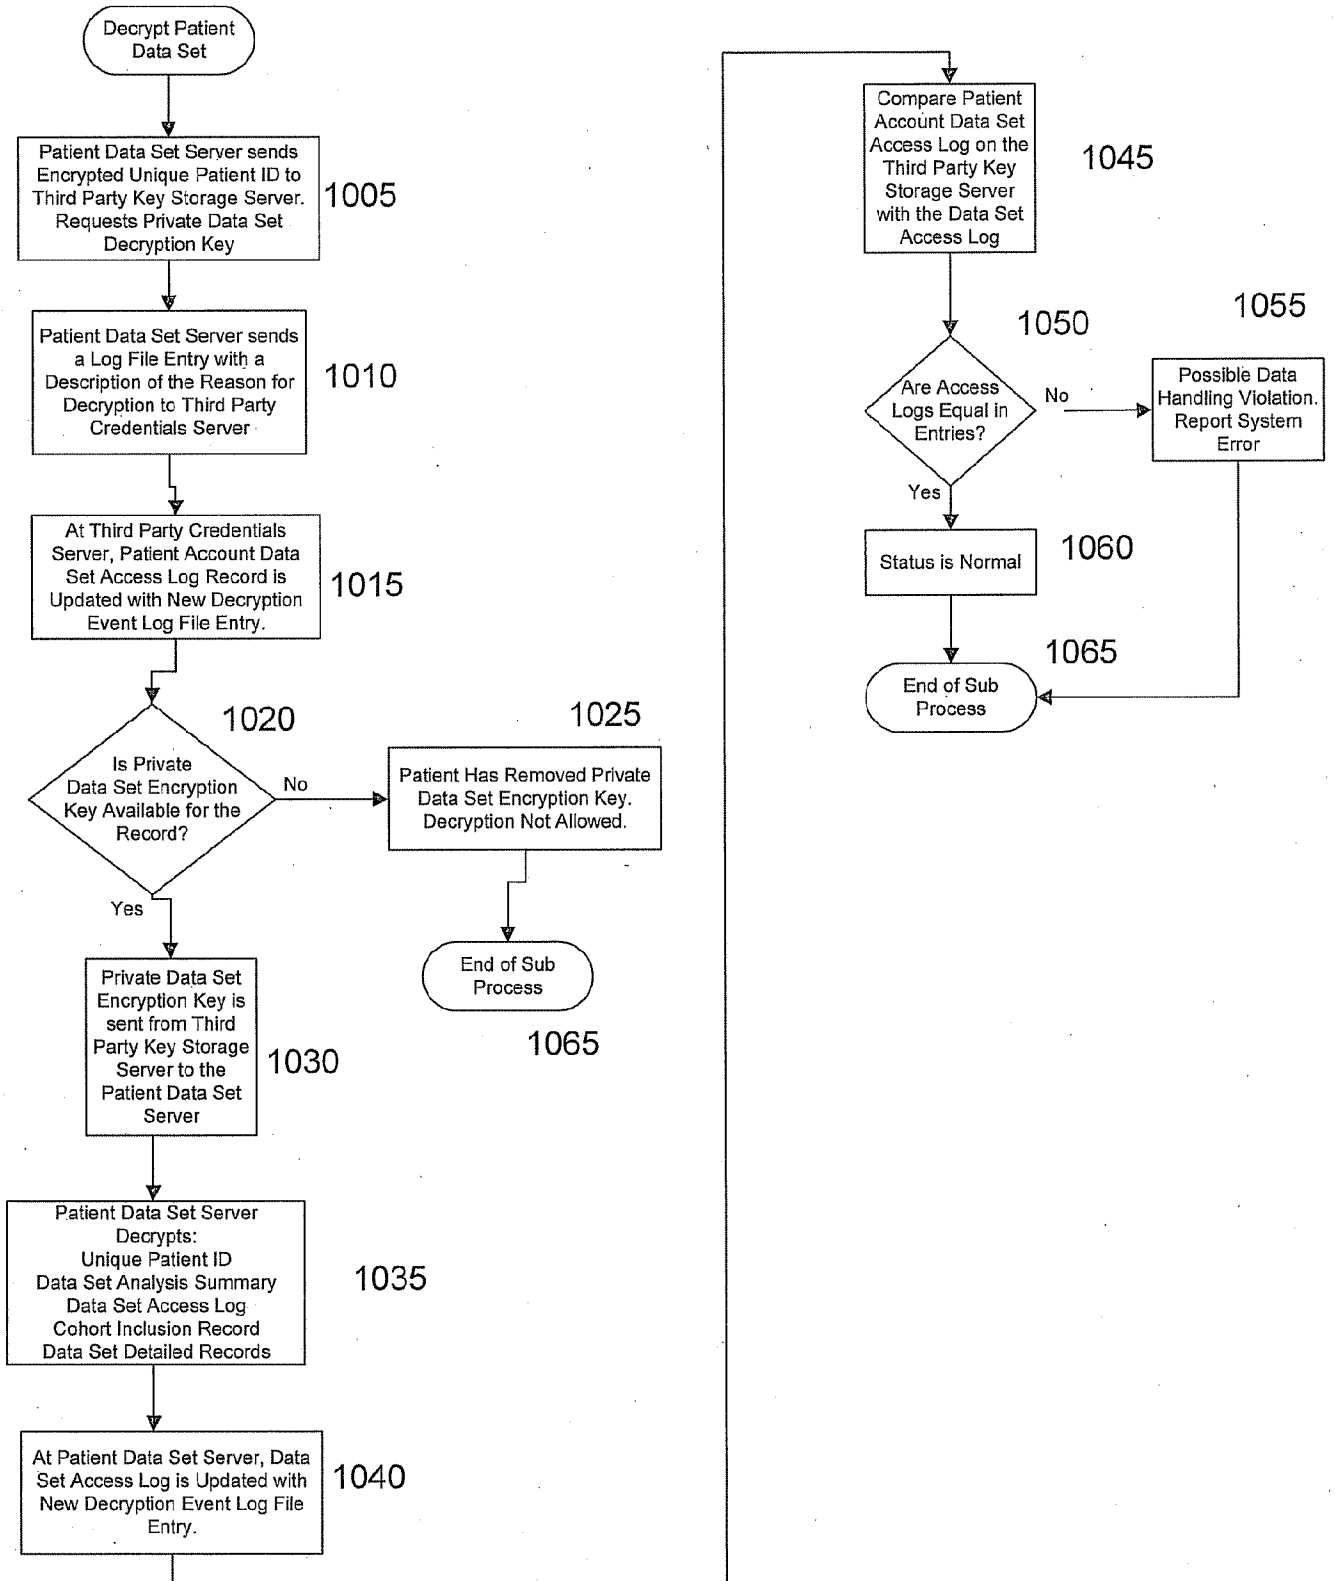 Decrypt Patient
Data Set
Patient Data Set Server sends
Encrypted Unique Patient ID to
Third Party Key Storage Server.
Requests Private Data Set
Decryption Key
1005
Patient Data Set Server sends
a Log File Entry with a
Description of the Reason for
Decryption to Third Party
Credentials Server
1010
At Third Party Credentials
Server, Patient Account Data
Set Access Log Record is
Updated with New Decryption
Event Log File Entry.
1015
1020
Is Private
Data Set Encryption
Key Available for the
Record?
No
1025
Patient Has Removed Private
Data Set Encryption Key.
Decryption Not Allowed.
End of Sub
Process
1065
Yes
Private Data Set
Encryption Key is
sent from Third
Party Key Storage
Server to the
Patient Data Set
Server
1030
Patient Data Set Server
Decrypts:
Unique Patient ID
Data Set Analysis Summary
Data Set Access Log
Cohort Inclusion Record
Data Set Detailed Records
1035
At Patient Data Set Server, Data
Set Access Log is Updated with
New Decryption Event Log File
Entry.
1040
Compare Patient
Account Data Set
Access Log on the
Third Party Key
Storage Server
with the Data Set
Access Log
1045
1050
Are Access
Logs Equal in
Entries?
No
1055
Possible Data
Handling Violation.
Report System
Error
Yes
Status is Normal
1060
1065
End of Sub
Process